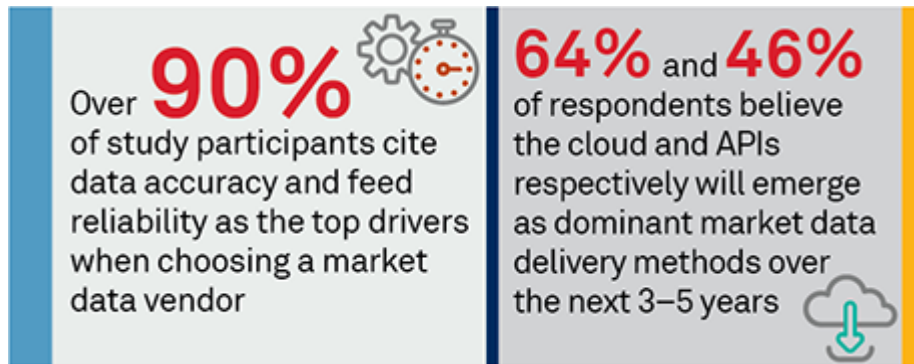 Over 90%
of study participants cite
data accuracy and feed
reliability as the top drivers
when choosing a market
data vendor
64% and 46%
of respondents believe
the cloud and APIs
respectively will emerge
as dominant market data
delivery methods over
the next 3–5 years